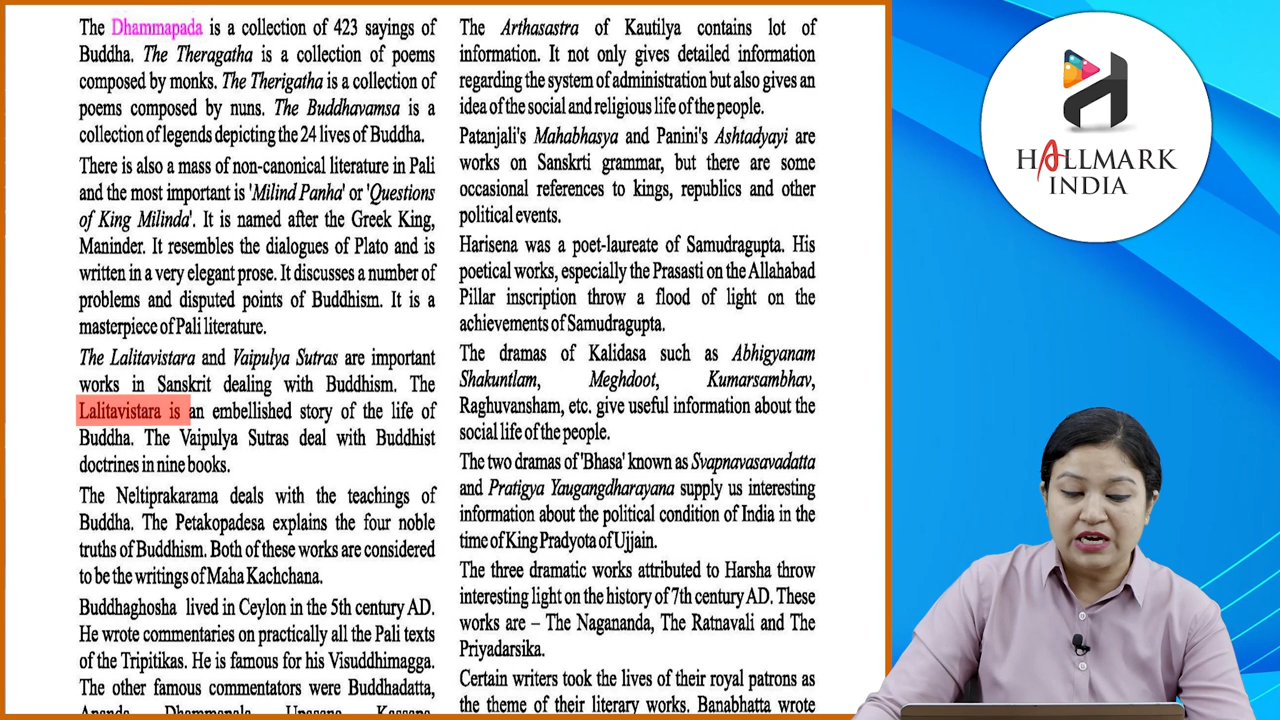 The Dhammapada is a collection of 423 sayings of
Buddha. The Theragatha is a collection of poems
composed by monks. The Therigatha is a collection of
poems composed by nuns. The Buddhavamsa is a
collection of legends depicting the 24 lives of Buddha.
There is also a mass of non-canonical literature in Pali
and the most important is 'Milind Panha' or 'Questions
of King Milinda'. It is named after the Greek King,
Maninder. It resembles the dialogues of Plato and is
written in a very elegant prose. It discusses a number of
problems and disputed points of Buddhism. It is a
masterpiece of Pali literature.
The Lalitavistara and Vaipulya Sutras are important
works in Sanskrit dealing with Buddhism. The
Lalitavistara is an embellished story of the life of
Buddha. The Vaipulya Sutras deal with Buddhist
doctrines in nine books.
The Neltiprakarama deals with the teachings of
Buddha. The Petakopadesa explains the four noble
truths of Buddhism. Both of these works are considered
to be the writings of Maha Kachchana.
Buddhaghosha lived in Ceylon in the 5th century AD.
He wrote commentaries on practically all the Pali texts
of the Tripitikas. He is famous for his Visuddhimagga.
The other famous commentators were Buddhadatta,
Ananda, Dhammapala, Upasana, Kassapa,
The Arthasastra of Kautilya contains lot of
information. It not only gives detailed information
regarding the system of administration but also gives an
idea of the social and religious life of the people.
Patanjali's Mahabhasya and Panini's Ashtadyayi are
works on Sanskrti grammar, but there are some
occasional references to kings, republics and other
political events.
Harisena was a poet-laureate of Samudragupta. His
poetical works, especially the Prasasti on the Allahabad
Pillar inscription throw a flood of light on the
achievements of Samudragupta.
The dramas of Kalidasa such as Abhigyanam
Shakuntlam, Meghdoot, Kumarsambhav,
Raghuvansham, etc. give useful information about the
social life of the people.
The two dramas of 'Bhasa' known as Svapnavasavadatta
and Pratigya Yaugangdharayana supply us interesting
information about the political condition of India in the
time of King Pradyota of Ujjain.
The three dramatic works attributed to Harsha throw
interesting light on the history of 7th century AD. These
works are – The Nagananda, The Ratnavali and The
Priyadarsika.
Certain writers took the lives of their royal patrons as
the theme of their literary works. Banabhatta wrote
HALLMARK
INDIA